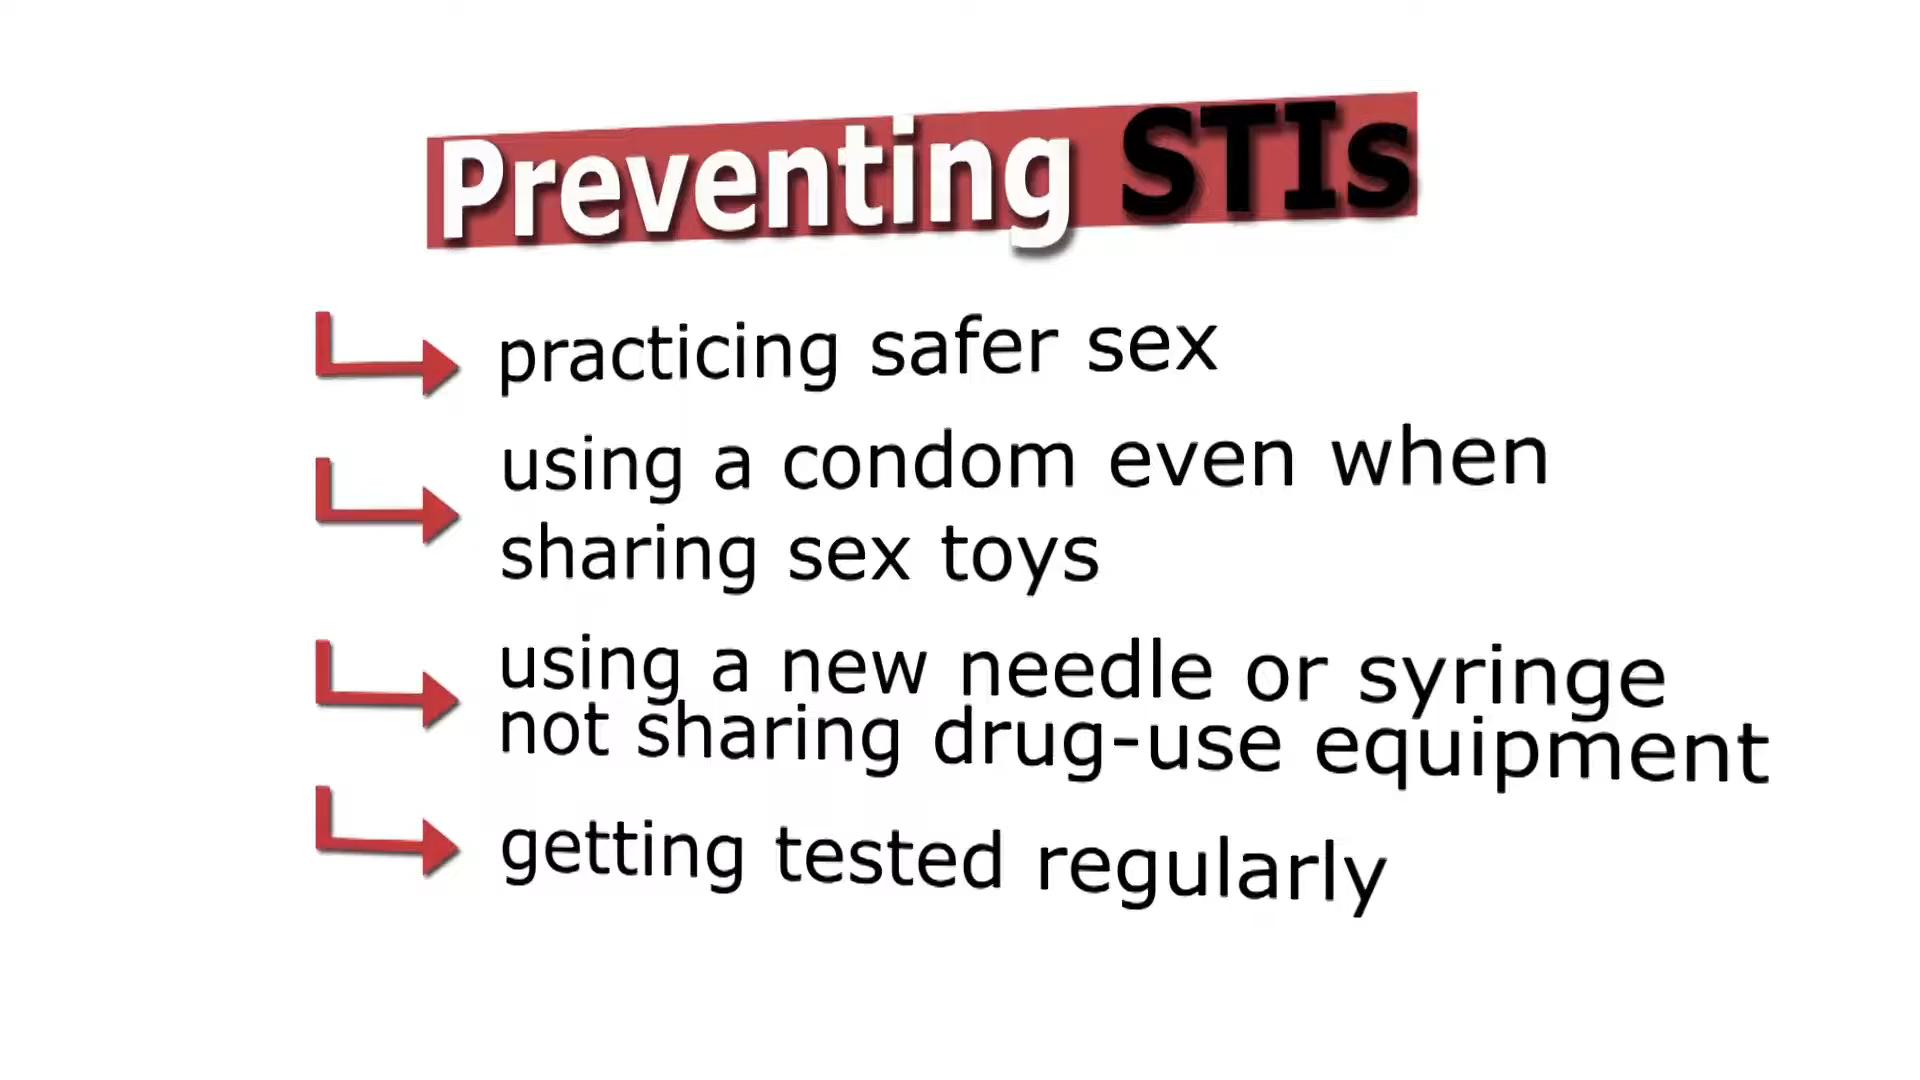 Preventing STIs
practicing safer sex
using a condom even when
sharing sex toys
using a new needle or syringe
not sharing drug-use equipment
getting tested regularly